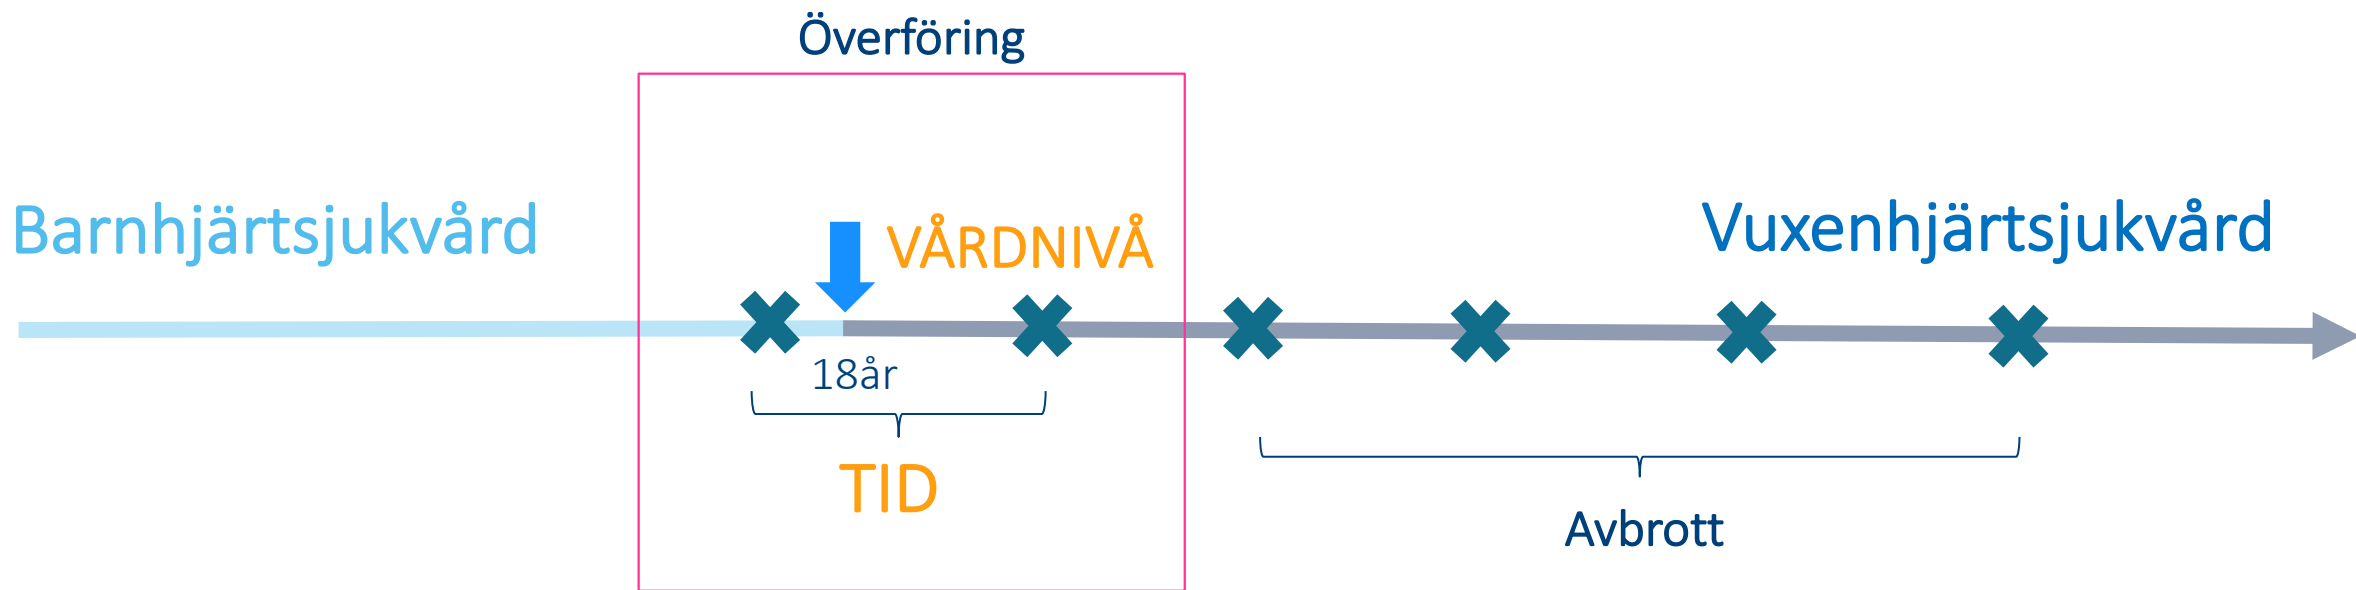 Överföring
Barnhjärtsjukvård
VÅRDNIVÅ
Vuxenhjärtsjukvård
18år
TID
Avbrott